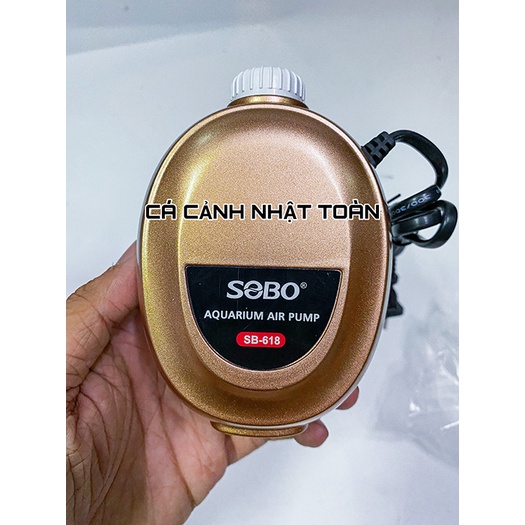 CÁ CẢNH NHẬT TOÀN
SOBO®
AQUARIUM AIR PUMP
SB-618